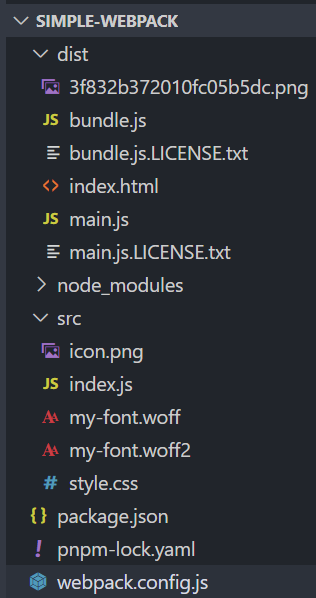 SIMPLE-WEBPACK
dist
3f832b372010fc05b5dc.png
JS bundle.js
bundle.js.LICENSE.txt
<> index.html
JS main.js
main.js.LICENSE.txt
node_modules
src
icon.png
JS index.js
AA my-font.woff
AA my-font.woff2
# style.css
{} package.json
! pnpm-lock.yaml
webpack.config.js